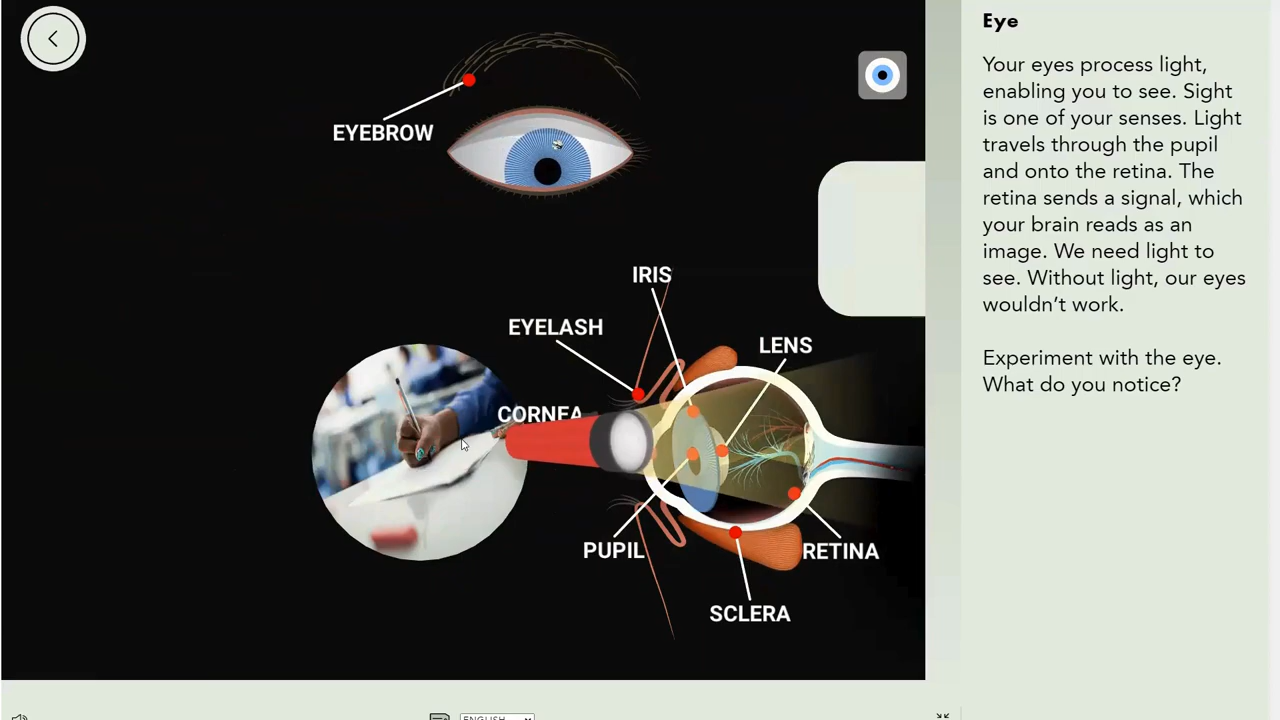 EYEBROW
IRIS
EYELASH
LENS
CORNEA
PUPIL
RETINA
SCLERA
ENGLISH
Eye
Your eyes process light,
enabling you to see. Sight
is one of your senses. Light
travels through the pupil
and onto the retina. The
retina sends a signal, which
your brain reads as an
image. We need light to
see. Without light, our eyes
wouldn’t work.
Experiment with the eye.
What do you notice?